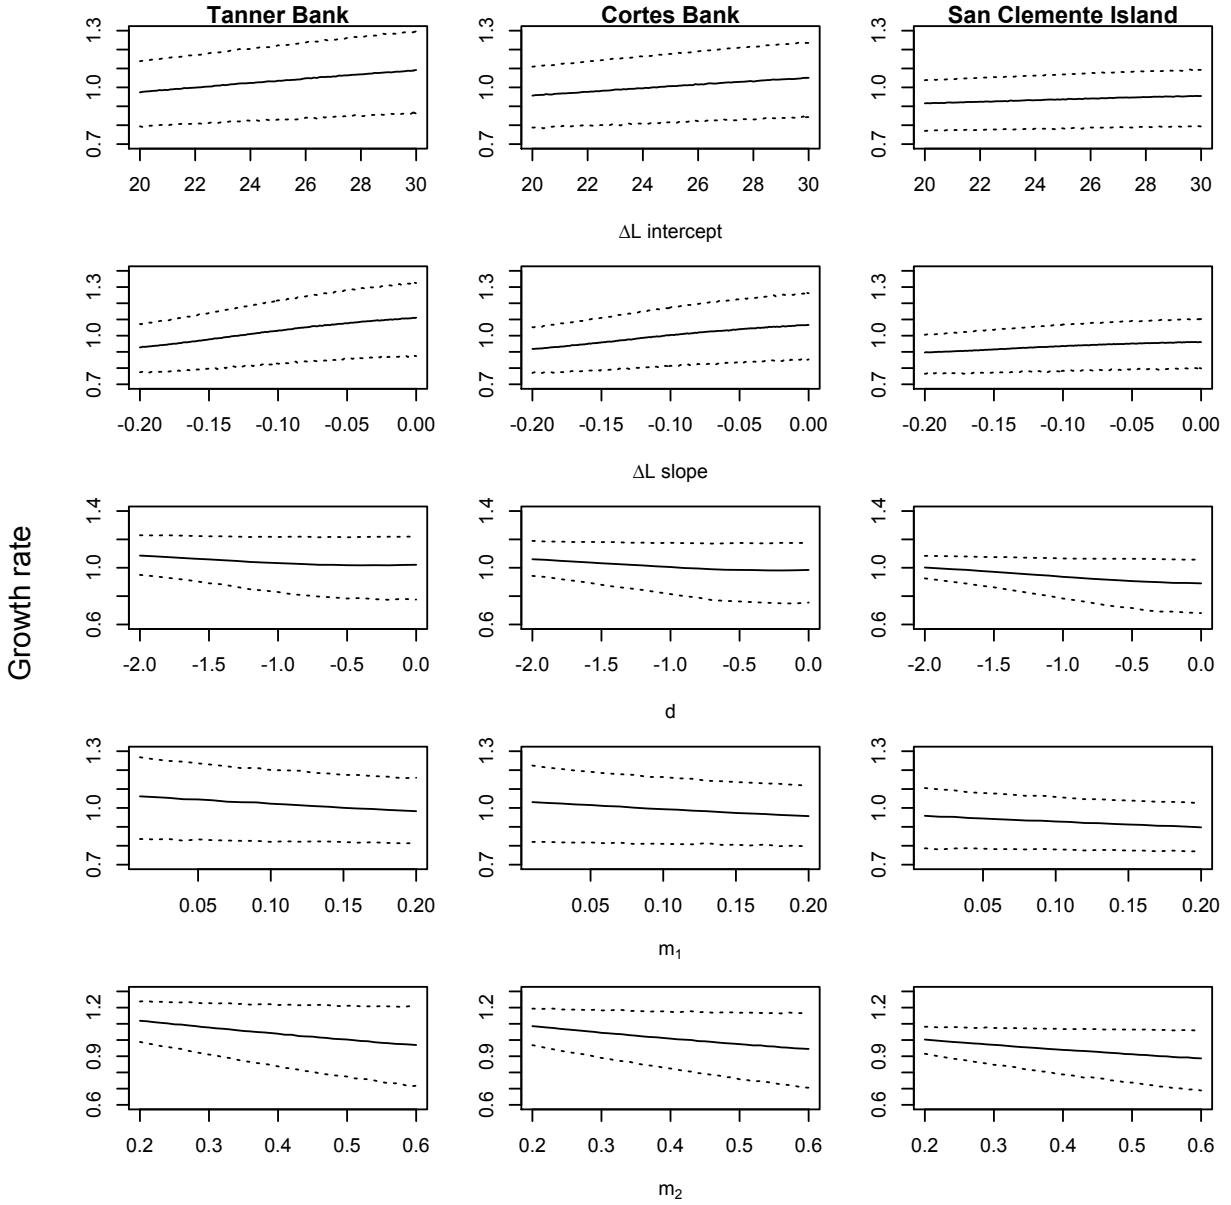 Tanner Bank Cortes Bank San Clemente Island
0.7 1.0 1.3 0.7 1.0 1.3 0.7 1.0 1.3
20 22 24 26 28 30 20 22 24 26 28 30 20 22 24 26 28 30
ΔL intercept
0.7 1.0 1.3 0.7 1.0 1.3 0.7 1.0 1.3
-0.20 -0.15 -0.10 -0.05 0.00 -0.20 -0.15 -0.10 -0.05 0.00 -0.20 -0.15 -0.10 -0.05 0.00
ΔL slope
Growth rate
0.6 1.0 1.4 0.6 1.0 1.4 0.6 1.0 1.4
-2.0 -1.5 -1.0 -0.5 0.0 -2.0 -1.5 -1.0 -0.5 0.0 -2.0 -1.5 -1.0 -0.5 0.0
d
0.7 1.0 1.3 0.7 1.0 1.3 0.7 1.0 1.3
0.05 0.10 0.15 0.20 0.05 0.10 0.15 0.20 0.05 0.10 0.15 0.20
m₁
0.6 0.9 1.2 0.6 0.9 1.2 0.6 0.9 1.2
0.2 0.3 0.4 0.5 0.6 0.2 0.3 0.4 0.5 0.6 0.2 0.3 0.4 0.5 0.6
m₂